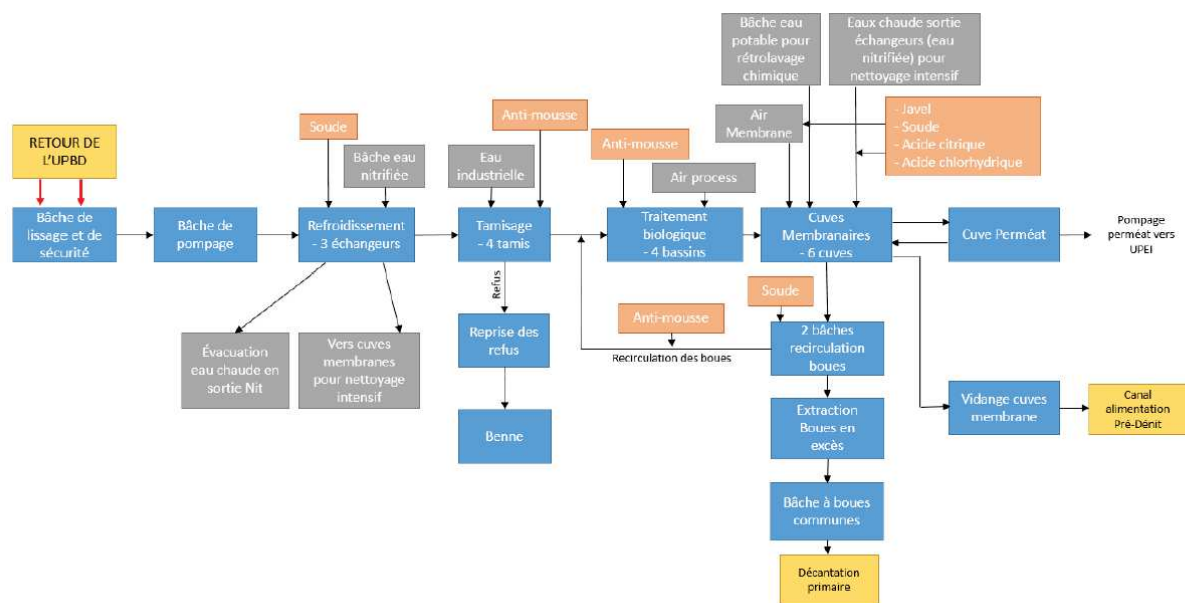 Bâche eau
potable pour
rétrolavage
chimique
Eaux chaude sortie
échangeurs (eau
nitrifiée) pour
nettoyage intensif
RETOUR DE
L'UPBD
Soude
Anti-mousse
Anti-mousse
Air
Membrane
- Javel
- Soude
- Acide citrique
- Acide chlorhydrique
Bâche eau
nitrifiée
Eau
industrielle
Air process
Bâche de
lissage et de
sécurité
Bâche de
pompage
Refroidissement
- 3 échangeurs
Tamisage
- 4 tamis
Traitement
biologique
- 4 bassins
Cuves
Membranaires
- 6 cuves
Cuve Perméat
Pompage
perméat vers
UPEI
Refus
Soude
Anti-mousse
Recirculation des boues
Évacuation
eau chaude en
sortie Nit
Vers cuves
membranes
pour nettoyage
intensif
Reprise des
refus
2 bâches
recirculation
boues
Benne
Extraction
Boues en
excès
Vidange cuves
membrane
Canal
alimentation
Pré-Dénit
Bâche à boues
communes
Décantation
primaire